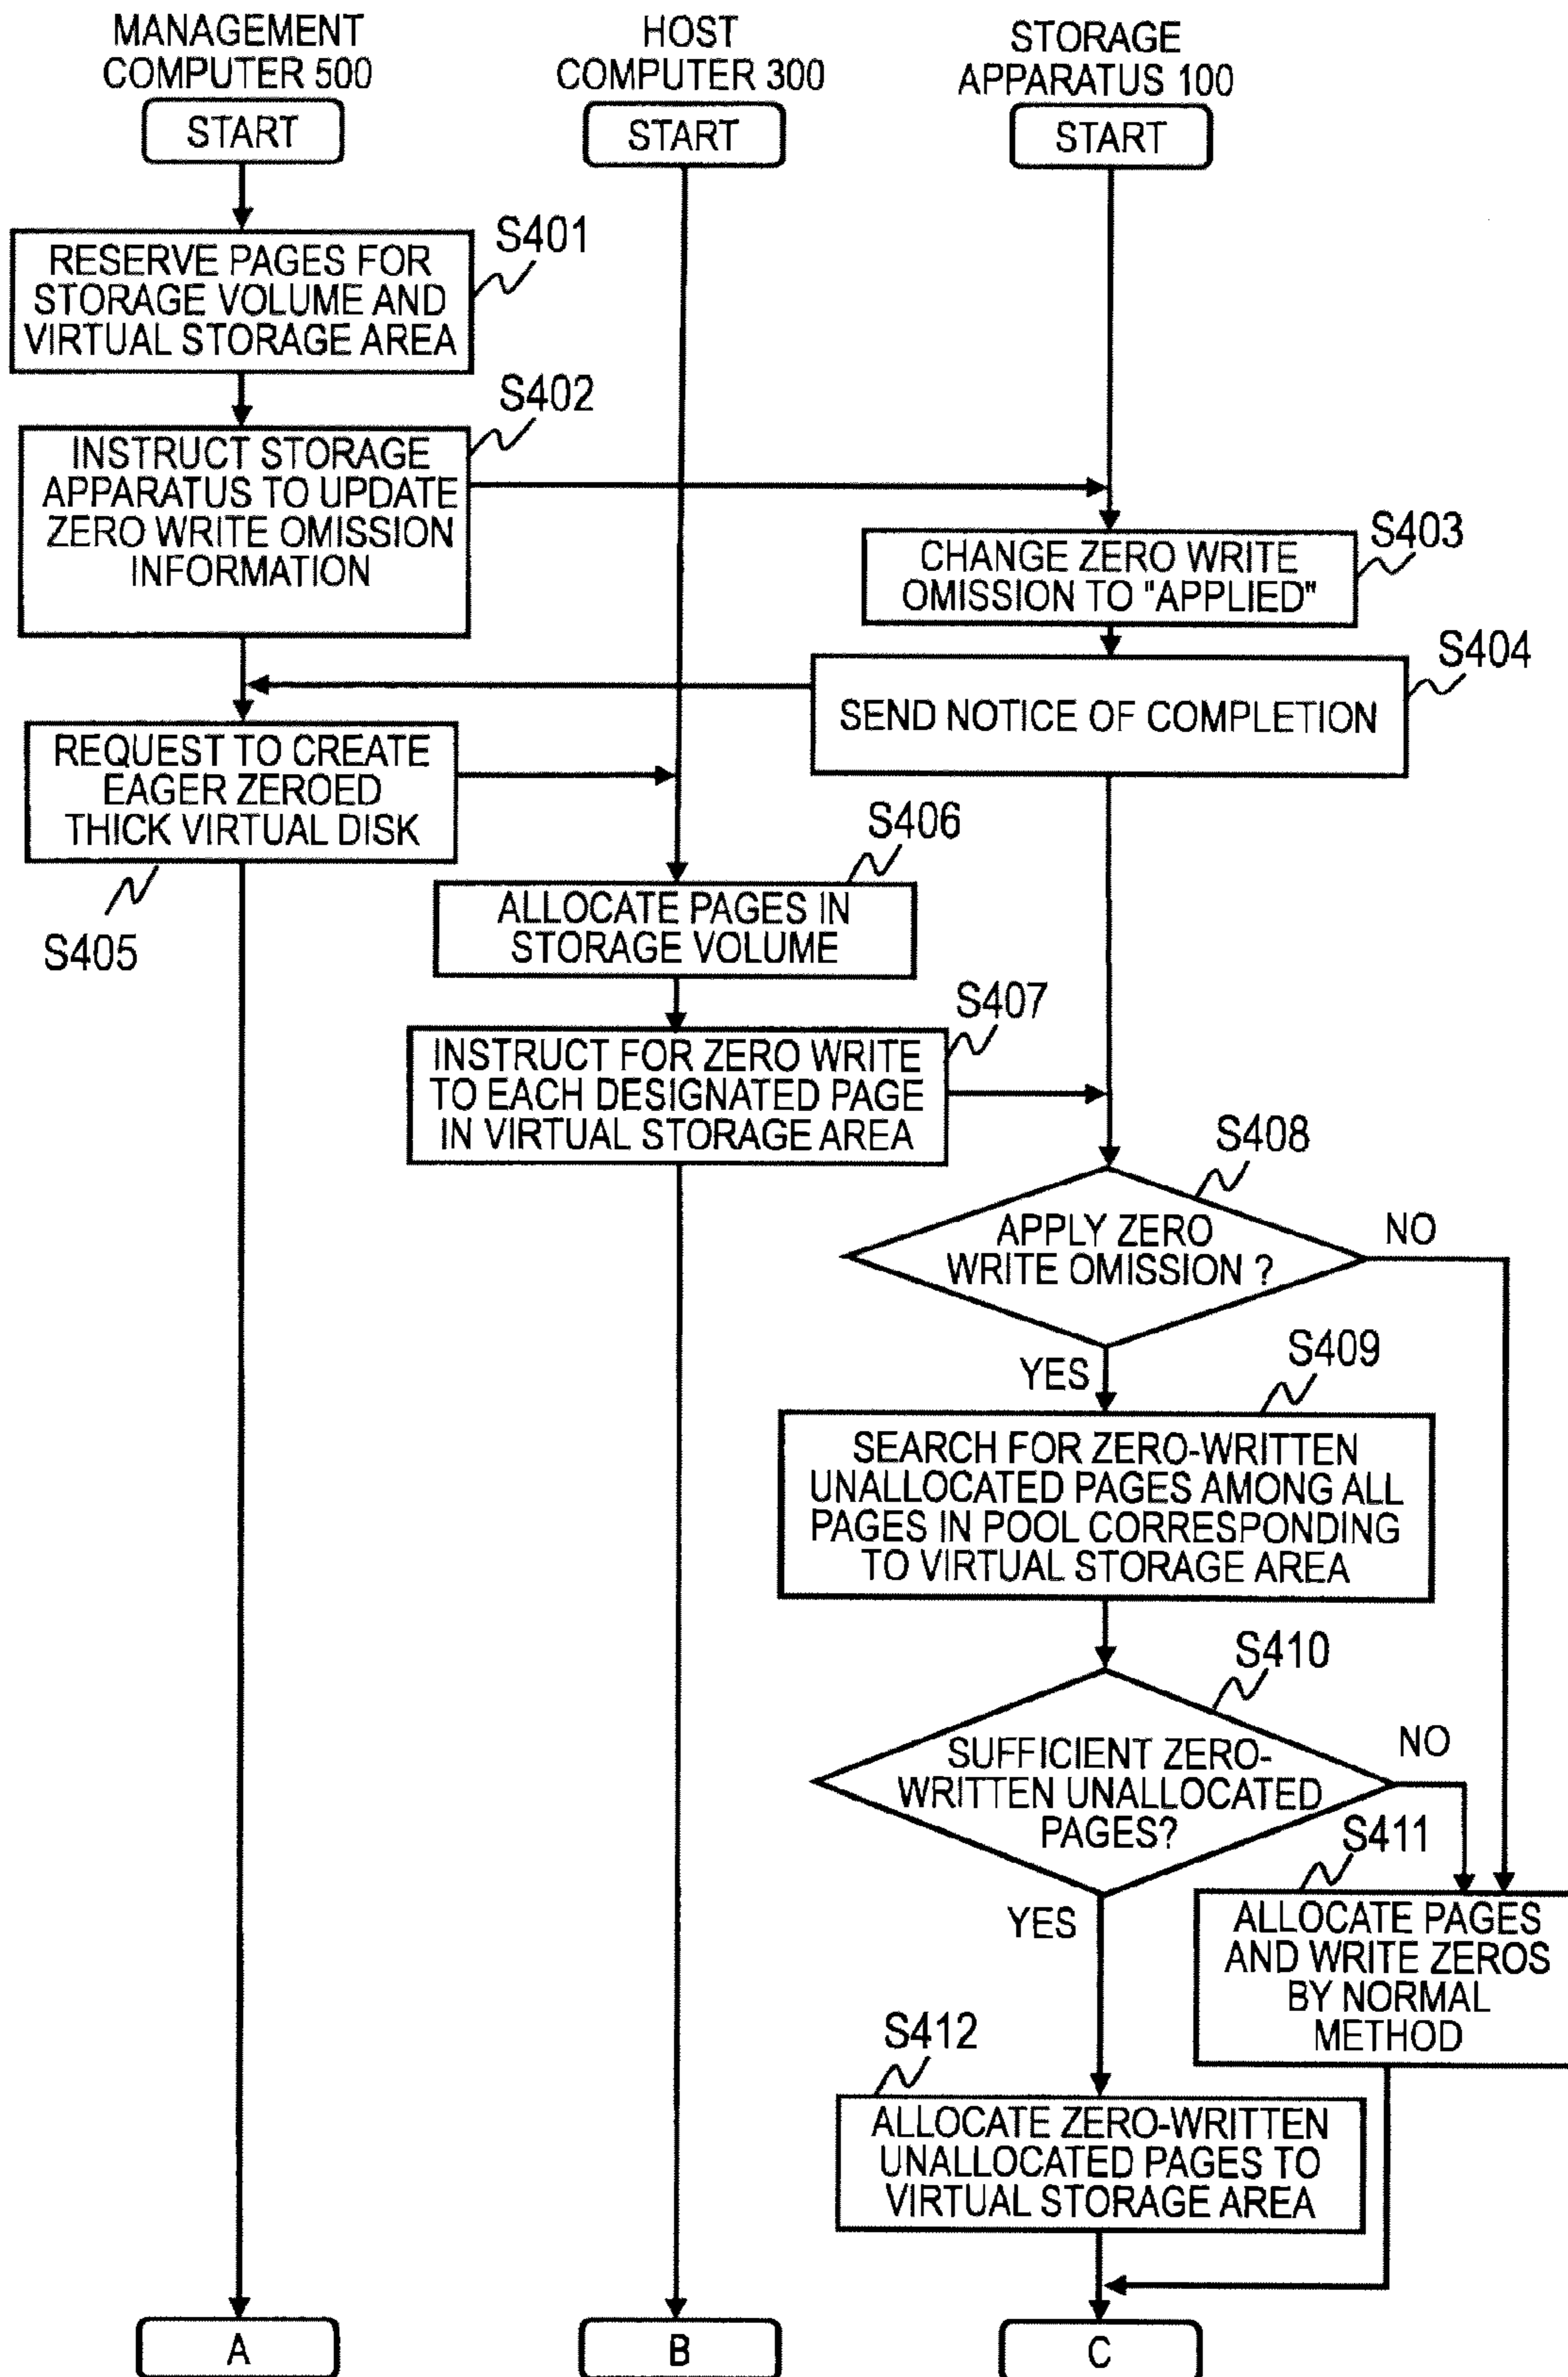 MANAGEMENT
COMPUTER 500
HOST
COMPUTER 300
STORAGE
APPARATUS 100
START
START
START
S401
RESERVE PAGES FOR
STORAGE VOLUME AND
VIRTUAL STORAGE AREA
S402
INSTRUCT STORAGE
APPARATUS TO UPDATE
ZERO WRITE OMISSION
INFORMATION
S403
CHANGE ZERO WRITE
OMISSION TO "APPLIED"
S404
SEND NOTICE OF COMPLETION
REQUEST TO CREATE
EAGER ZEROED
THICK VIRTUAL DISK
S405
S406
ALLOCATE PAGES IN
STORAGE VOLUME
S407
INSTRUCT FOR ZERO WRITE
TO EACH DESIGNATED PAGE
IN VIRTUAL STORAGE AREA
S408
APPLY ZERO
WRITE OMISSION ?
NO
YES
S409
SEARCH FOR ZERO-WRITTEN
UNALLOCATED PAGES AMONG ALL
PAGES IN POOL CORRESPONDING
TO VIRTUAL STORAGE AREA
S410
SUFFICIENT ZERO-
WRITTEN UNALLOCATED
PAGES?
NO
YES
S411
ALLOCATE PAGES
AND WRITE ZEROS
BY NORMAL
METHOD
S412
ALLOCATE ZERO-WRITTEN
UNALLOCATED PAGES TO
VIRTUAL STORAGE AREA
A
B
C